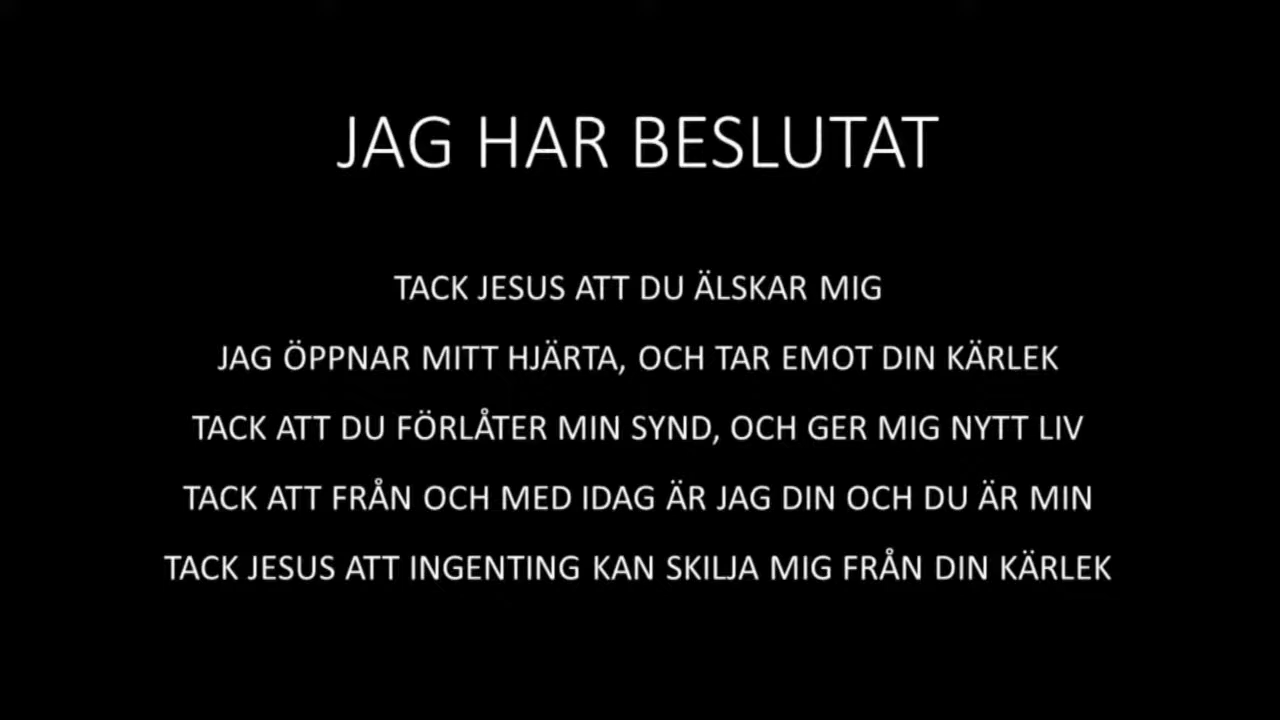 JAG HAR BESLUTAT
TACK JESUS ATT DU ÄLSKAR MIG
JAG ÖPPNAR MITT HJÄRTA, OCH TAR EMOT DIN KÄRLEK
TACK ATT DU FÖRLÅTER MIN SYND, OCH GER MIG NYTT LIV
TACK ATT FRÅN OCH MED IDAG ÄR JAG DIN OCH DU ÄR MIN
TACK JESUS ATT INGENTING KAN SKILJA MIG FRÅN DIN KÄRLEK